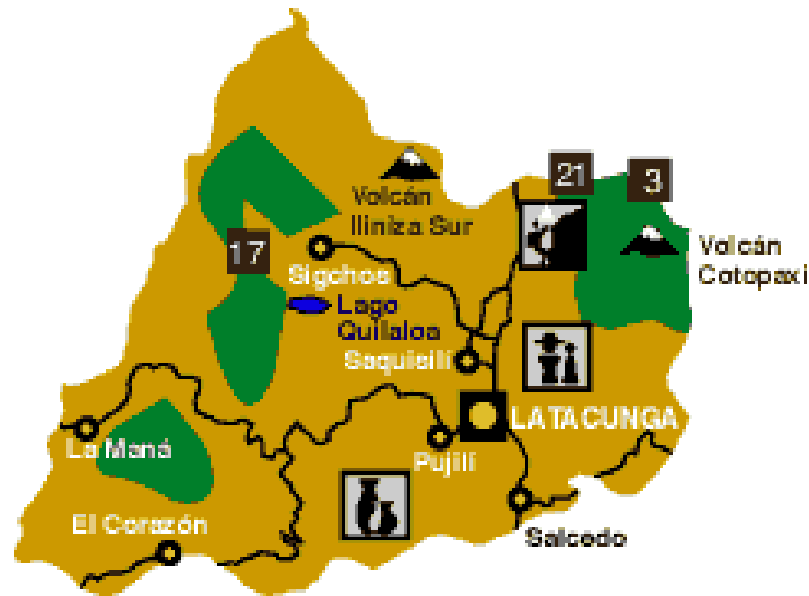 21
3
Volcán
Iliniza Sur
17
Volcán
Cotopaxi
Sigchos
Lago
Quilaloa
Saquisilí
LATACUNGA
La Maná
Pujilí
El Corazón
Salcedo